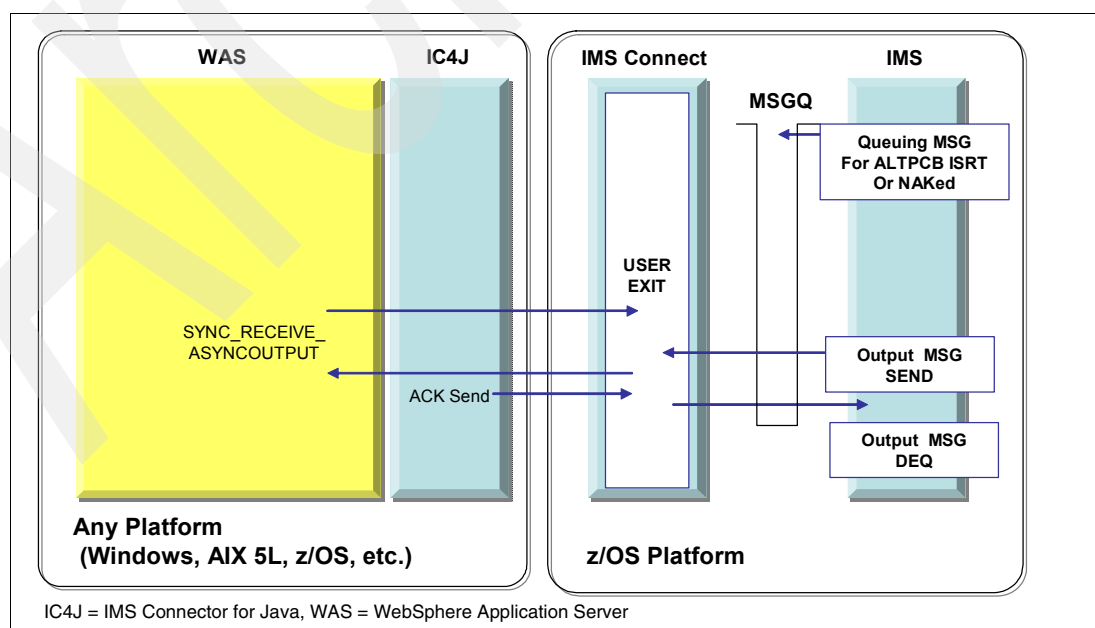 WAS
IC4J
IMS Connect
IMS
MSGQ
Queuing MSG
For ALTPCB ISRT
Or NAKed
USER
EXIT
SYNC_RECEIVE_
ASYNCOUTPUT
Output MSG
SEND
ACK Send
Output MSG
DEQ
Any Platform
(Windows, AIX 5L, z/OS, etc.)
z/OS Platform
IC4J = IMS Connector for Java, WAS = WebSphere Application Server